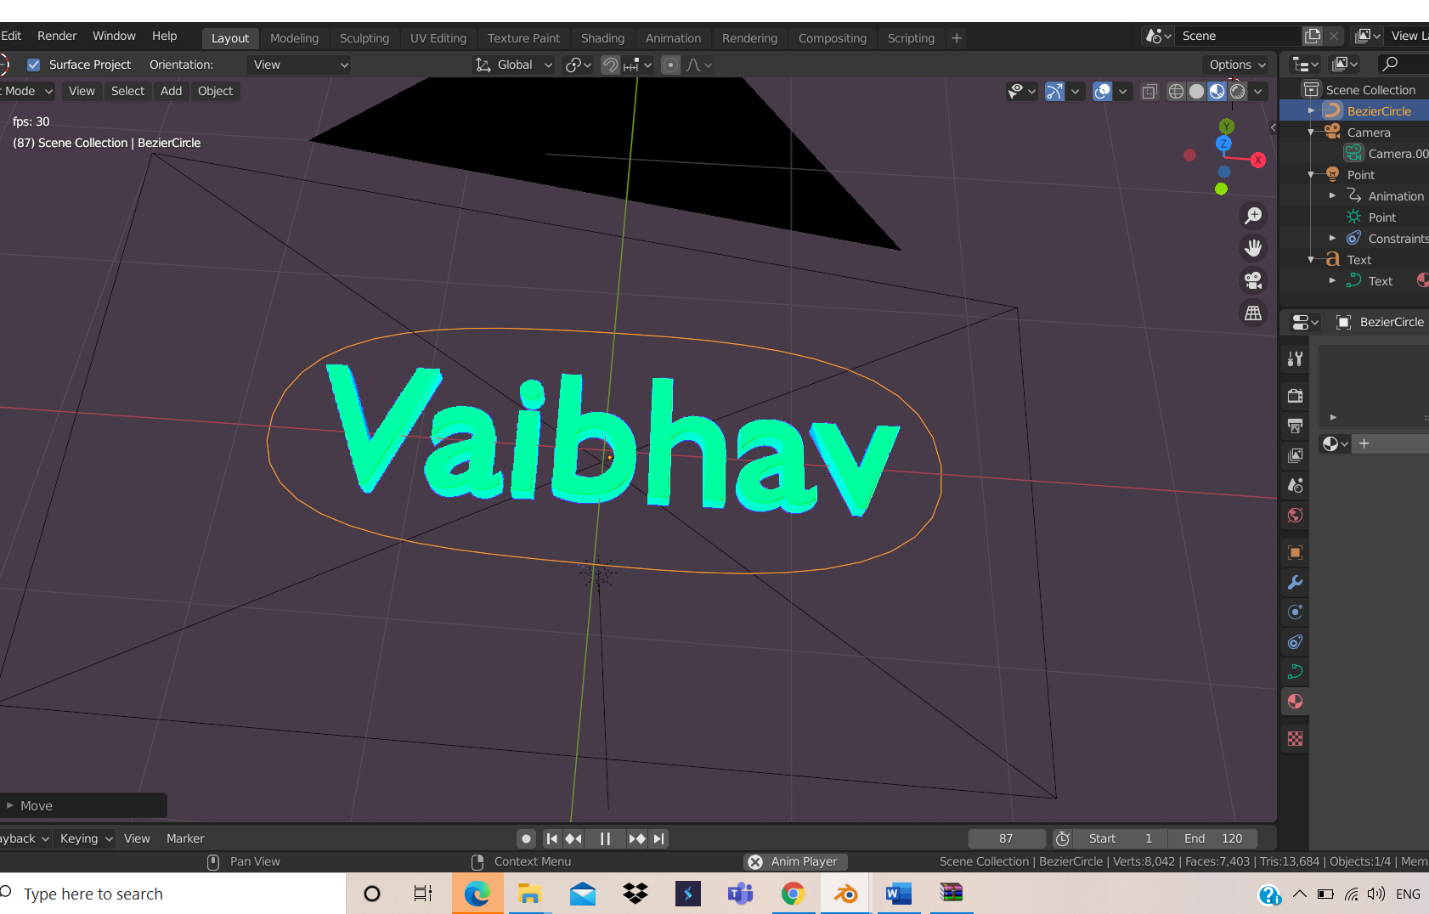 Edit Render Window Help Layout Modeling Sculpting UV Editing Texture Paint Shading Animation Rendering Compositing Scripting + Scene View La
Surface Project Orientation: View Global Options
t Mode View Select Add Object
Scene Collection
fps: 30
BezierCircle
(87) Scene Collection | BezierCircle
Camera
Camera.00
Point
Animation
Point
Constraints
Text
Text
BezierCircle
Y
Z
X
Vaibhav
Move
ayback Keying View Marker 87 Start 1 End 120
Pan View Context Menu Anim Player Scene Collection | BezierCircle | Verts:8,042 | Faces:7,403 | Tris:13,684 | Objects:1/4 | Mem
Type here to search ENG